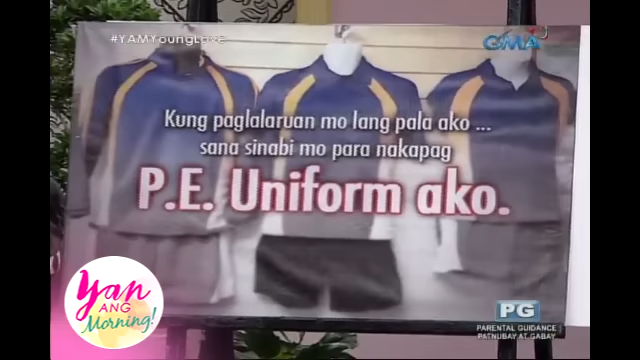 #YAMYoungLove
GMA
Kung paglalaruan mo lang pala ako ...
sana sinabi mo para nakapag
P.E. Uniform ako.
Yan
ANG
Morning!
PG
PARENTAL GUIDANCE
PATNUBAY AT GABAY